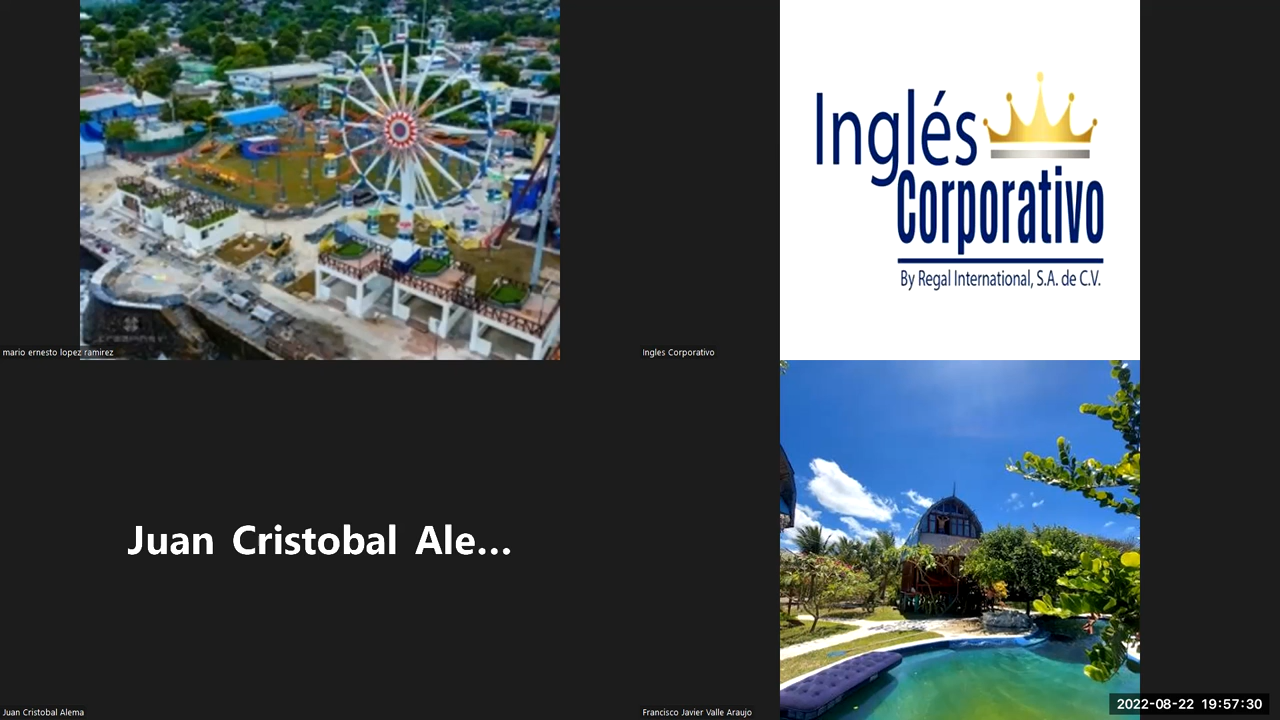 mario ernesto lopez ramirez
Inglés
Corporativo
By Regal International, S.A. de C.V.
Ingles Corporativo
Juan Cristobal Ale...
Juan Cristobal Alema
Francisco Javier Valle Araujo
2022-08-22 19:57:30